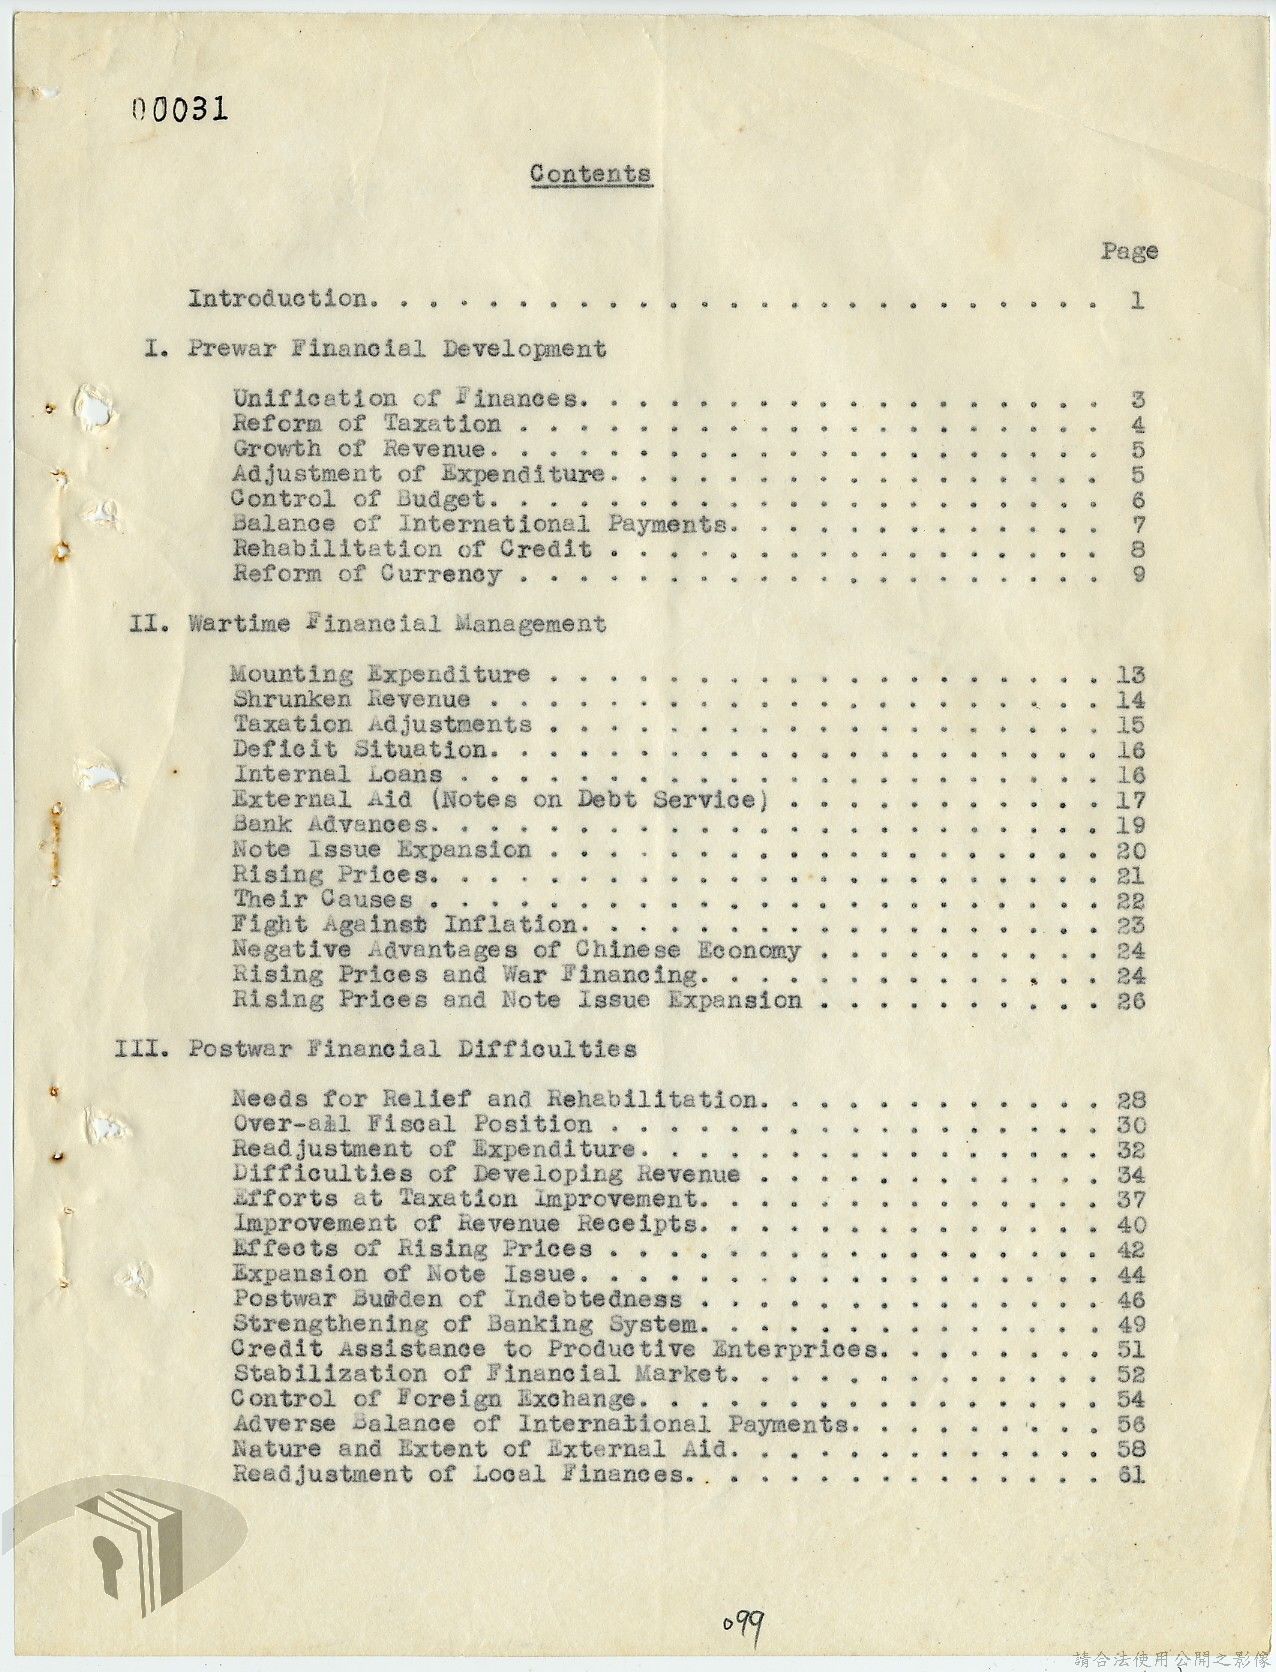 00031
Contents
Page
Introduction. . . . . . . . . . . . . . . . . . . . . . . . . 1
I. Prewar Financial Development
Unification of Finances. . . . . . . . . . . . . . . . . . 3
Reform of Taxation . . . . . . . . . . . . . . . . . . . . 4
Growth of Revenue. . . . . . . . . . . . . . . . . . . . . 5
Adjustment of Expenditure. . . . . . . . . . . . . . . . . 5
Control of Budget. . . . . . . . . . . . . . . . . . . . . 6
Balance of International Payments. . . . . . . . . . . . . 7
Rehabilitation of Credit . . . . . . . . . . . . . . . . . 8
Reform of Currency . . . . . . . . . . . . . . . . . . . . 9
II. Wartime Financial Management
Mounting Expenditure . . . . . . . . . . . . . . . . . . . 13
Shrunken Revenue . . . . . . . . . . . . . . . . . . . . . 14
Taxation Adjustments . . . . . . . . . . . . . . . . . . . 15
Deficit Situation. . . . . . . . . . . . . . . . . . . . . 16
Internal Loans . . . . . . . . . . . . . . . . . . . . . . 16
External Aid (Notes on Debt Service) . . . . . . . . . . . 17
Bank Advances. . . . . . . . . . . . . . . . . . . . . . . 19
Note Issue Expansion . . . . . . . . . . . . . . . . . . . 20
Rising Prices. . . . . . . . . . . . . . . . . . . . . . . 21
Their Causes . . . . . . . . . . . . . . . . . . . . . . . 22
Fight Against Inflation. . . . . . . . . . . . . . . . . . 23
Negative Advantages of Chinese Economy . . . . . . . . . . 24
Rising Prices and War Financing. . . . . . . . . . . . . . 24
Rising Prices and Note Issue Expansion . . . . . . . . . . 26
III. Postwar Financial Difficulties
Needs for Relief and Rehabilitation. . . . . . . . . . . . 28
Over-all Fiscal Position . . . . . . . . . . . . . . . . . 30
Readjustment of Expenditure. . . . . . . . . . . . . . . . 32
Difficulties of Developing Revenue . . . . . . . . . . . . 34
Efforts at Taxation Improvement. . . . . . . . . . . . . . 37
Improvement of Revenue Receipts. . . . . . . . . . . . . . 40
Effects of Rising Prices . . . . . . . . . . . . . . . . . 42
Expansion of Note Issue. . . . . . . . . . . . . . . . . . 44
Postwar Burden of Indebtedness . . . . . . . . . . . . . . 46
Strengthening of Banking System. . . . . . . . . . . . . . 49
Credit Assistance to Productive Enterprices. . . . . . . . 51
Stabilization of Financial Market. . . . . . . . . . . . . 52
Control of Foreign Exchange. . . . . . . . . . . . . . . . 54
Adverse Balance of International Payments. . . . . . . . . 56
Nature and Extent of External Aid. . . . . . . . . . . . . 58
Readjustment of Local Finances. . . . . . . . . . . . . . 61
099
請合法使用公開之影像